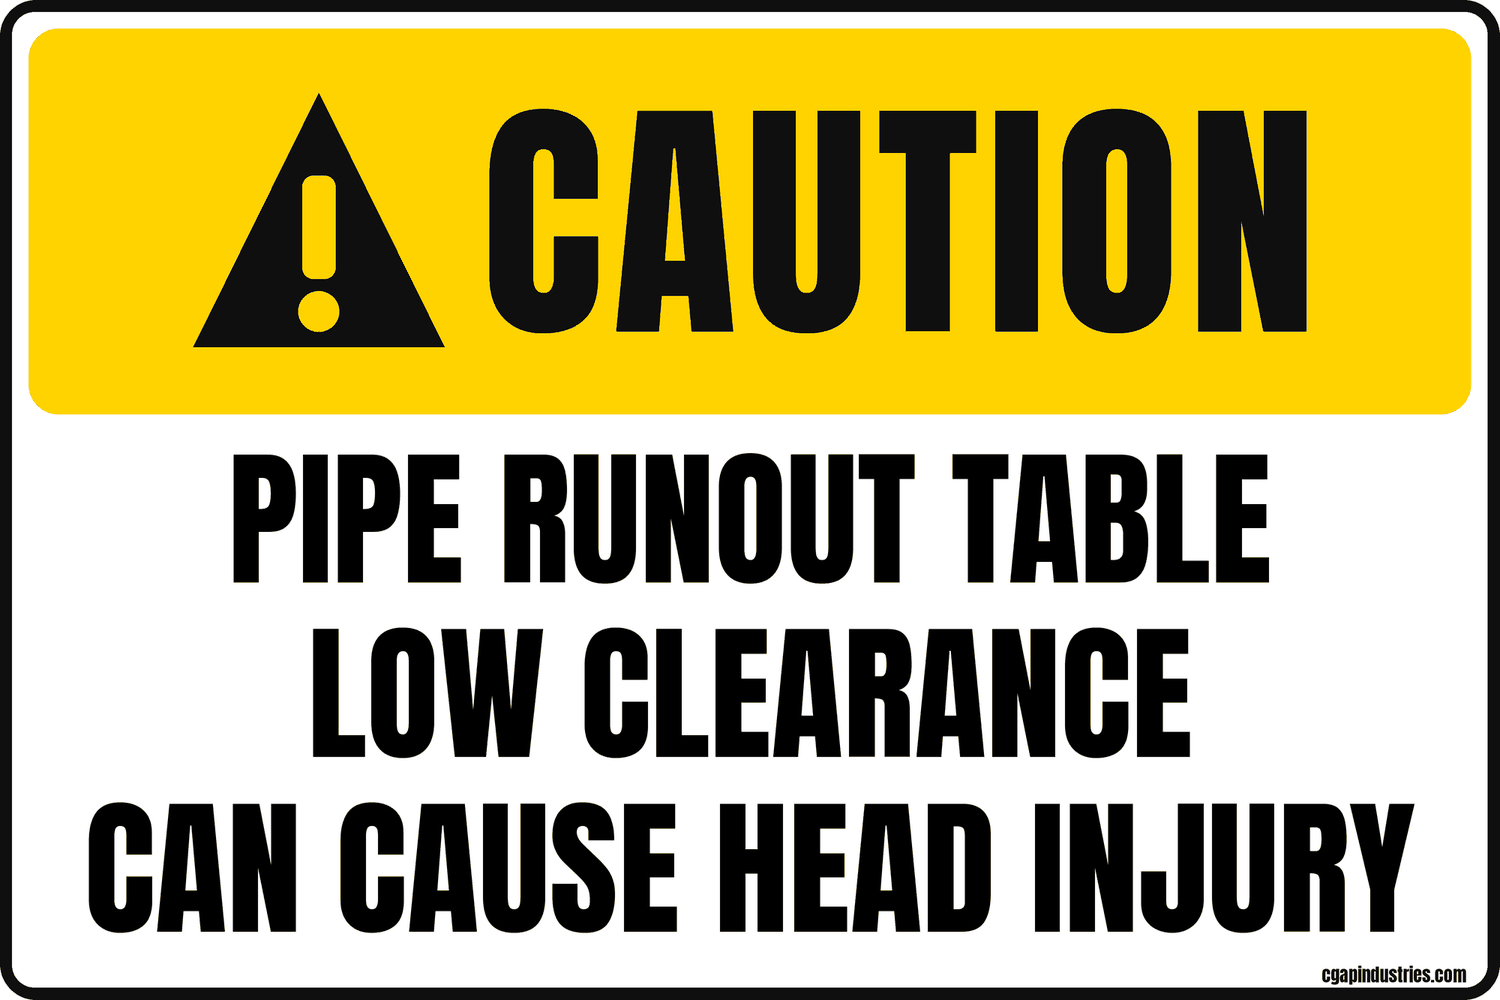 CAUTION
PIPE RUNOUT TABLE
LOW CLEARANCE
CAN CAUSE HEAD INJURY
cgapindustries.com